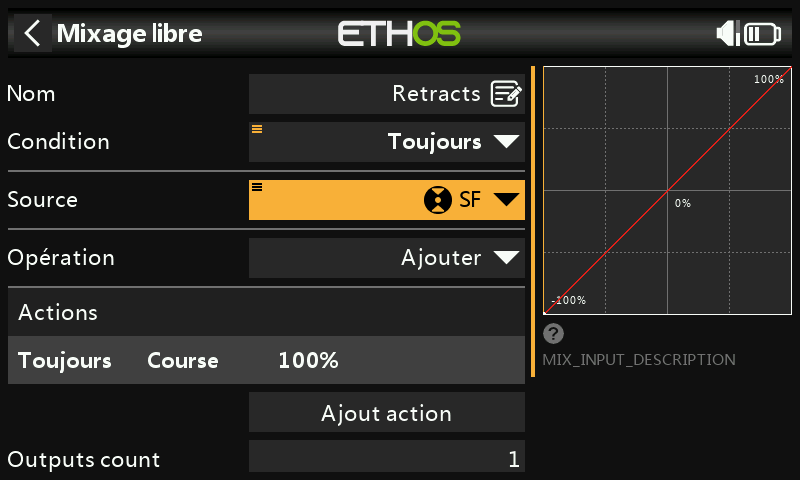 Mixage libre
ETHOS
Nom
Retracts
Condition
Toujours
Source
SF
Opération
Ajouter
Actions
Toujours Course 100%
Ajout action
Outputs count
1
100%
0%
-100%
?
MIX_INPUT_DESCRIPTION